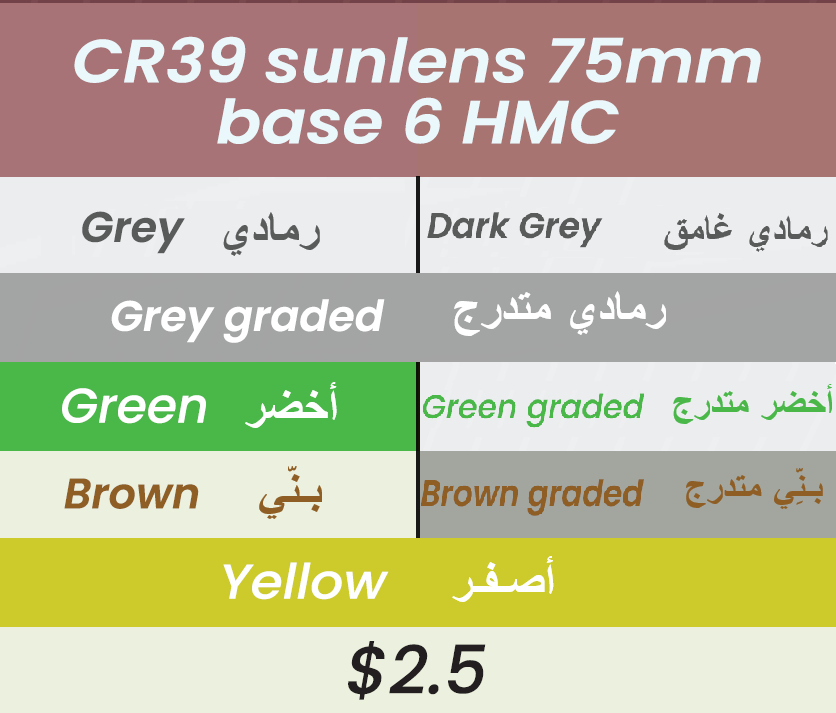 CR39 sunlens 75mm
base 6 HMC
Grey رمادي
Dark Grey رمادي غامق
Grey graded رمادي متدرج
Green أخضر
Green graded أخضر متدرج
Brown بنّي
Brown graded بنِّي متدرج
Yellow أصفر
$2.5